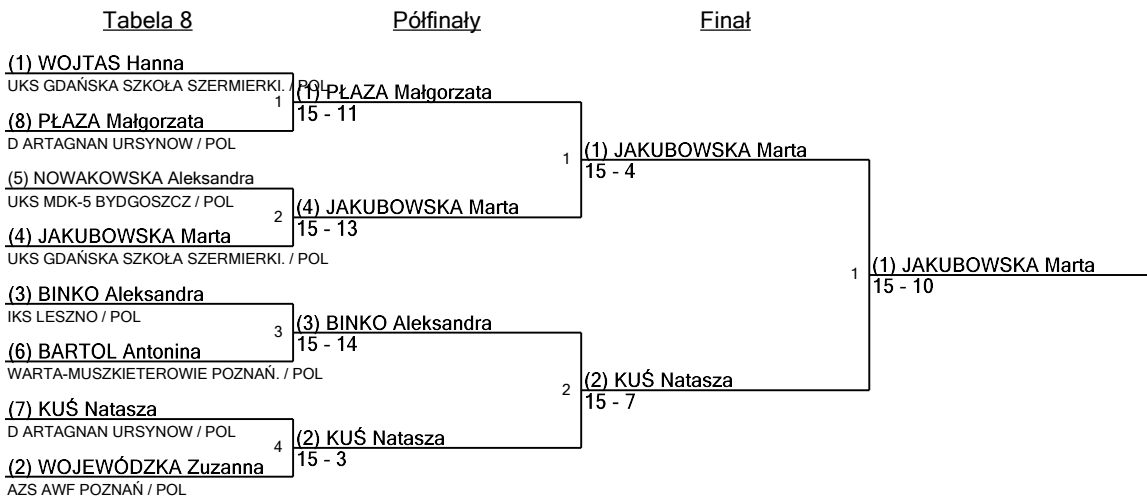 Tabela 8 Półfinały Finał
(1) WOJTAS Hanna
UKS GDAŃSKA SZKOŁA SZERMIERKI. / POL
1
(8) PŁAZA Małgorzata
D ARTAGNAN URSYNOW / POL
(5) NOWAKOWSKA Aleksandra
UKS MDK-5 BYDGOSZCZ / POL
2
(4) JAKUBOWSKA Marta
UKS GDAŃSKA SZKOŁA SZERMIERKI. / POL
(3) BINKO Aleksandra
IKS LESZNO / POL
3
(6) BARTOL Antonina
WARTA-MUSZKIETEROWIE POZNAŃ. / POL
(7) KUŚ Natasza
D ARTAGNAN URSYNOW / POL
4
(2) WOJEWÓDZKA Zuzanna
AZS AWF POZNAŃ / POL
(1) PŁAZA Małgorzata
15 - 11
1
(4) JAKUBOWSKA Marta
15 - 13
(3) BINKO Aleksandra
15 - 14
2
(2) KUŚ Natasza
15 - 3
(1) JAKUBOWSKA Marta
15 - 4
1
(2) KUŚ Natasza
15 - 7
(1) JAKUBOWSKA Marta
15 - 10